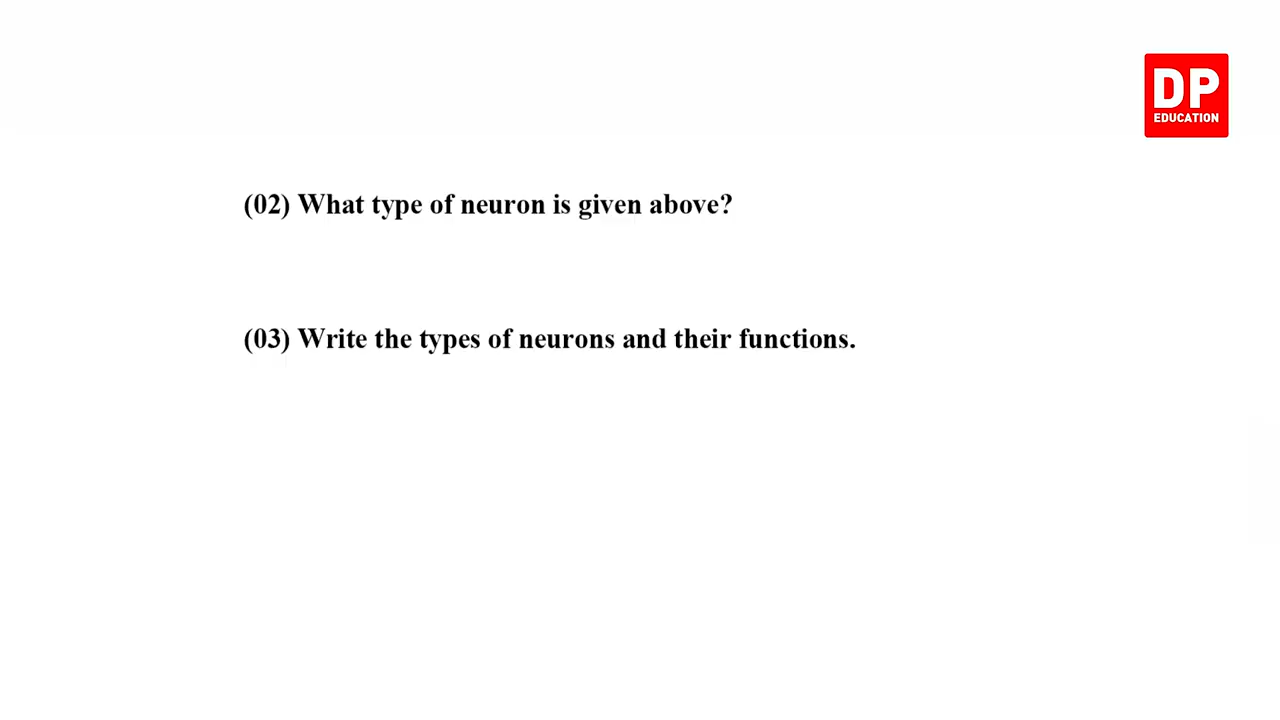 DP
EDUCATION
(02) What type of neuron is given above?
(03) Write the types of neurons and their functions.